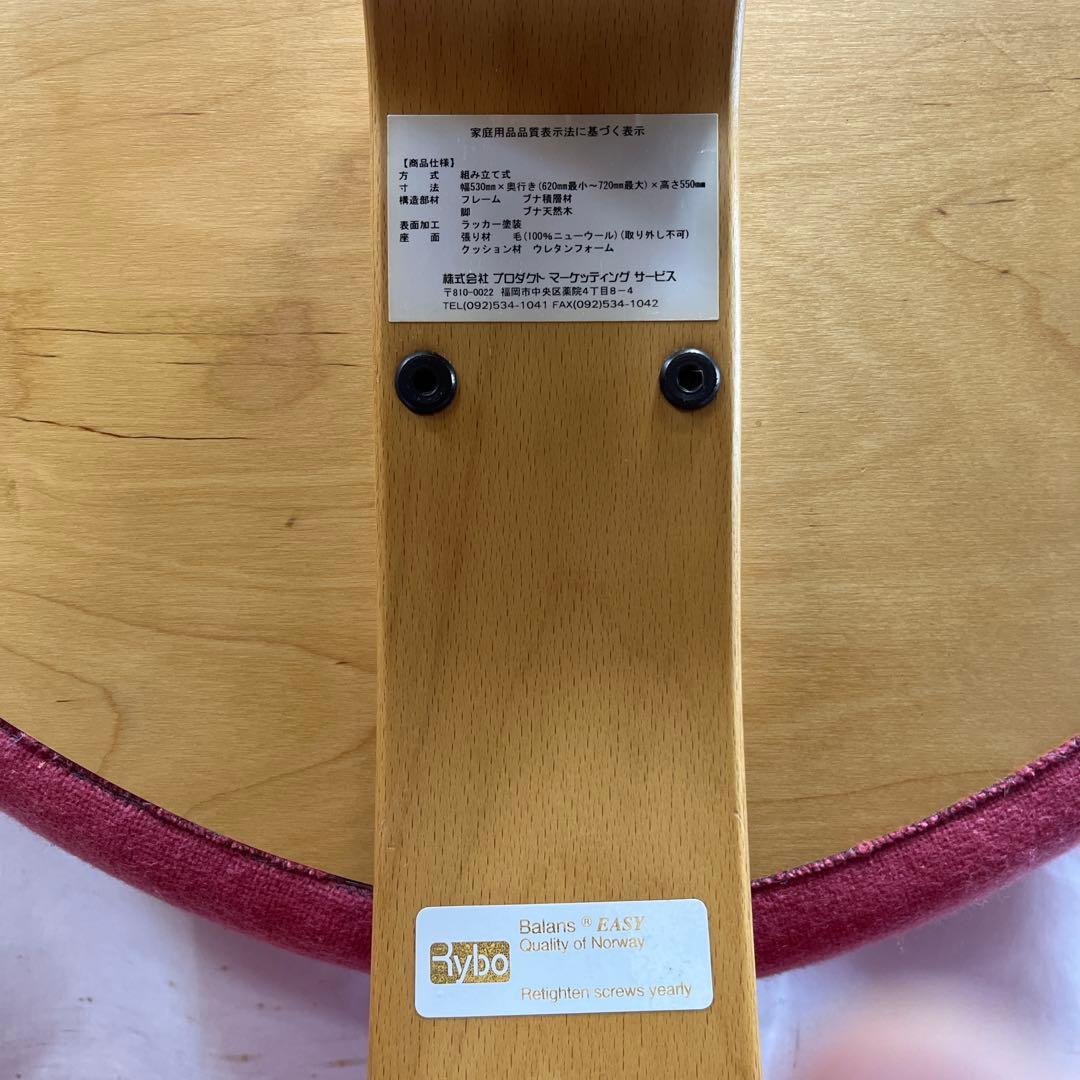 家庭用品品質表示法に基づく表示
【商品仕様】
方　式　組み立て式
寸　法　幅530mm×奥行き(620mm最小～720mm最大)×高さ550mm
構造部材　フレーム　ブナ積層材
脚　ブナ天然木
表面加工　ラッカー塗装
座　面　張り材　毛(100%ニューウール)(取り外し不可)
クッション材　ウレタンフォーム
株式会社 プロダクト マーケッティング サービス
〒810-0022 福岡市中央区薬院4丁目8-4
TEL(092)534-1041 FAX(092)534-1042
Balans ® EASY
Quality of Norway
Rybo
Retighten screws yearly